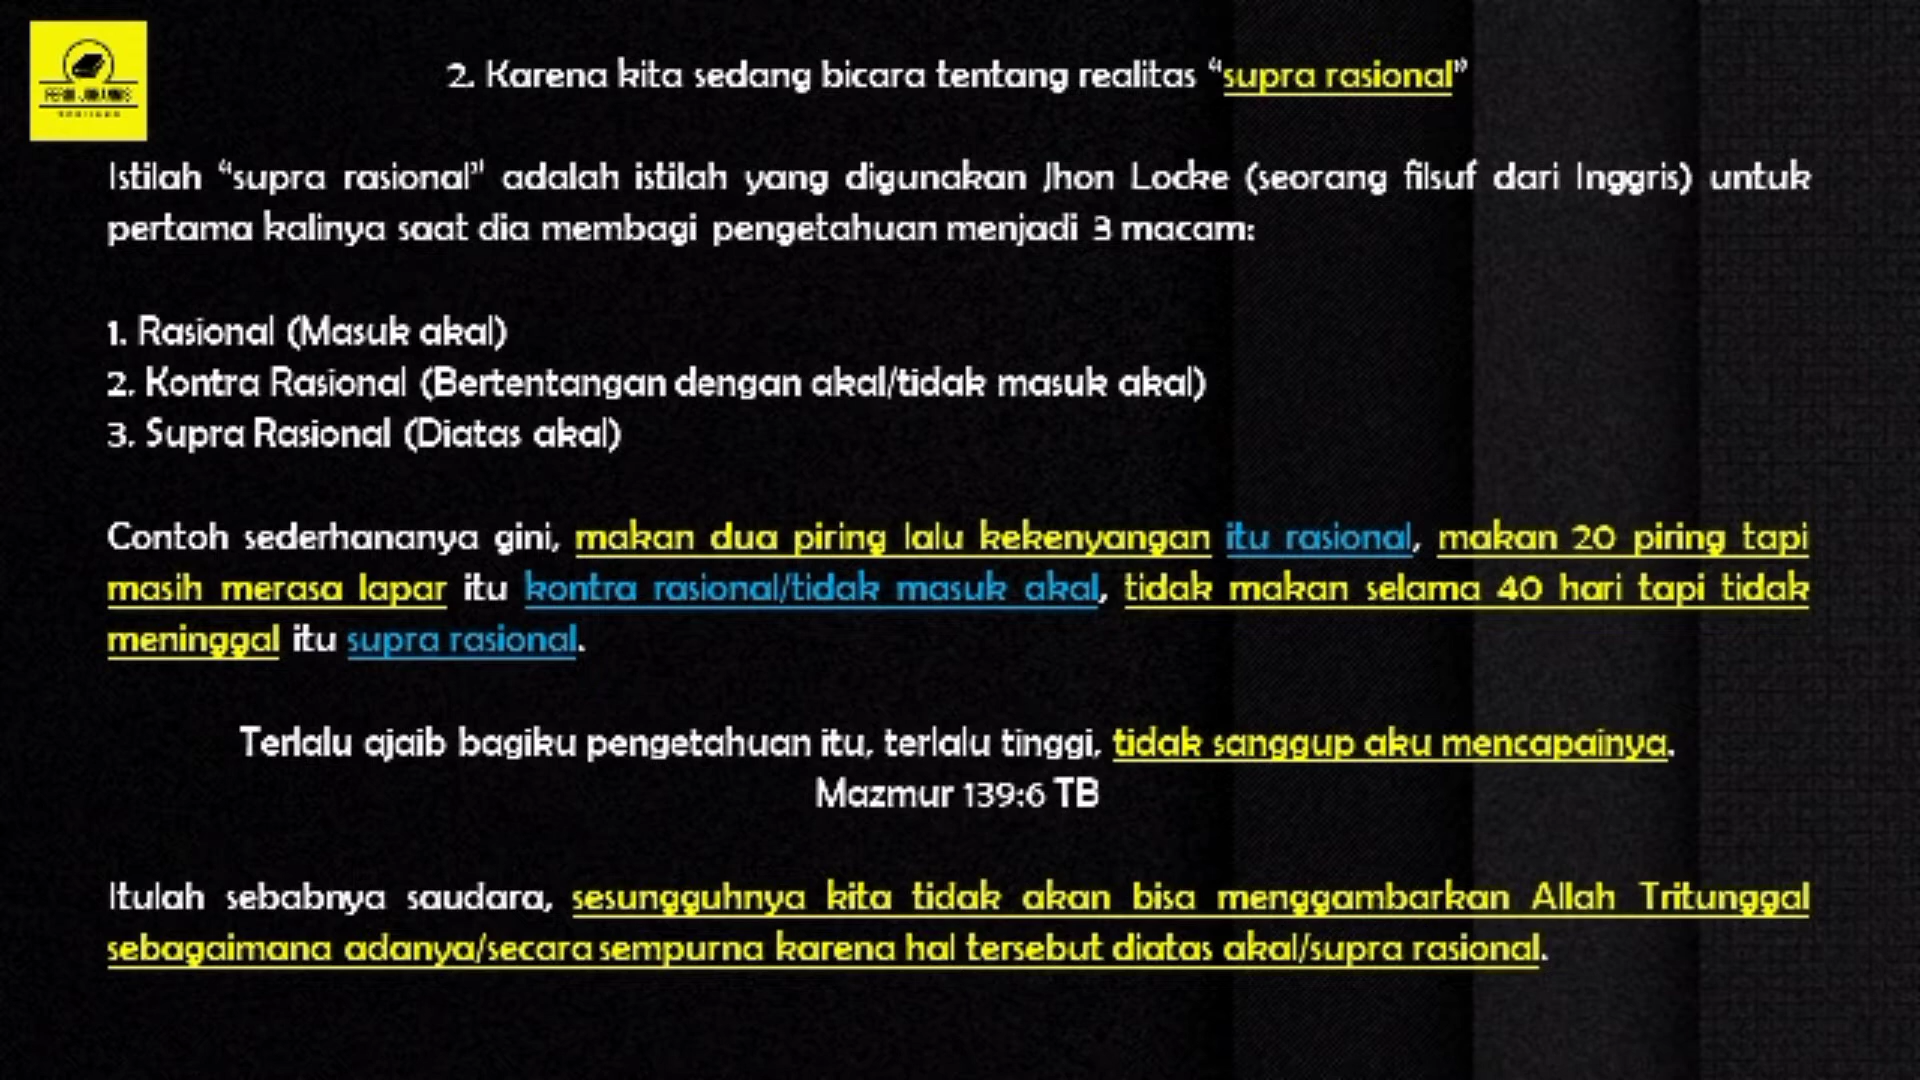 2. Karena kita sedang bicara tentang realitas “supra rasional”
Istilah “supra rasional” adalah istilah yang digunakan Jhon Locke (seorang filsuf dari Inggris) untuk
pertama kalinya saat dia membagi pengetahuan menjadi 3 macam:
1. Rasional (Masuk akal)
2. Kontra Rasional (Bertentangan dengan akal/tidak masuk akal)
3. Supra Rasional (Diatas akal)
Contoh sederhananya gini, makan dua piring lalu kekenyangan itu rasional, makan 20 piring tapi
masih merasa lapar itu kontra rasional/tidak masuk akal, tidak makan selama 40 hari tapi tidak
meninggal itu supra rasional.
Terlalu ajaib bagiku pengetahuan itu, terlalu tinggi, tidak sanggup aku mencapainya.
Mazmur 139:6 TB
Itulah sebabnya saudara, sesungguhnya kita tidak akan bisa menggambarkan Allah Tritunggal
sebagaimana adanya/secara sempurna karena hal tersebut diatas akal/supra rasional.